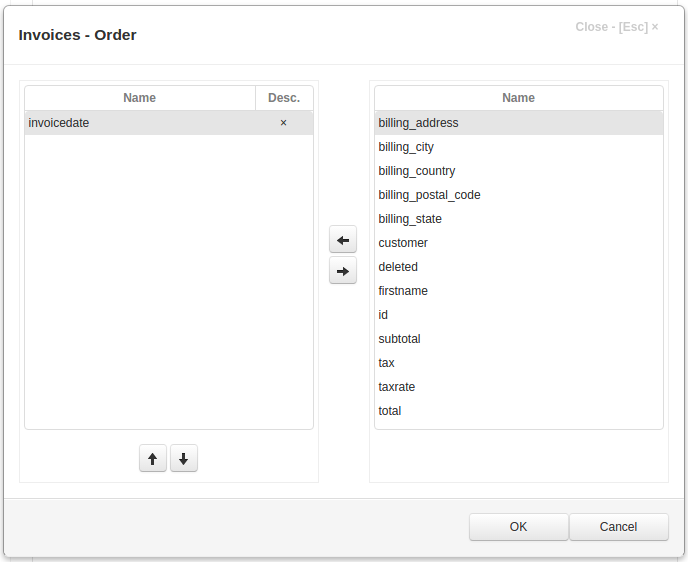 Invoices - Order
Close - [Esc] ×
Name Desc.
invoicedate ×
Name
billing_address
billing_city
billing_country
billing_postal_code
billing_state
customer
deleted
firstname
id
subtotal
tax
taxrate
total
OK Cancel